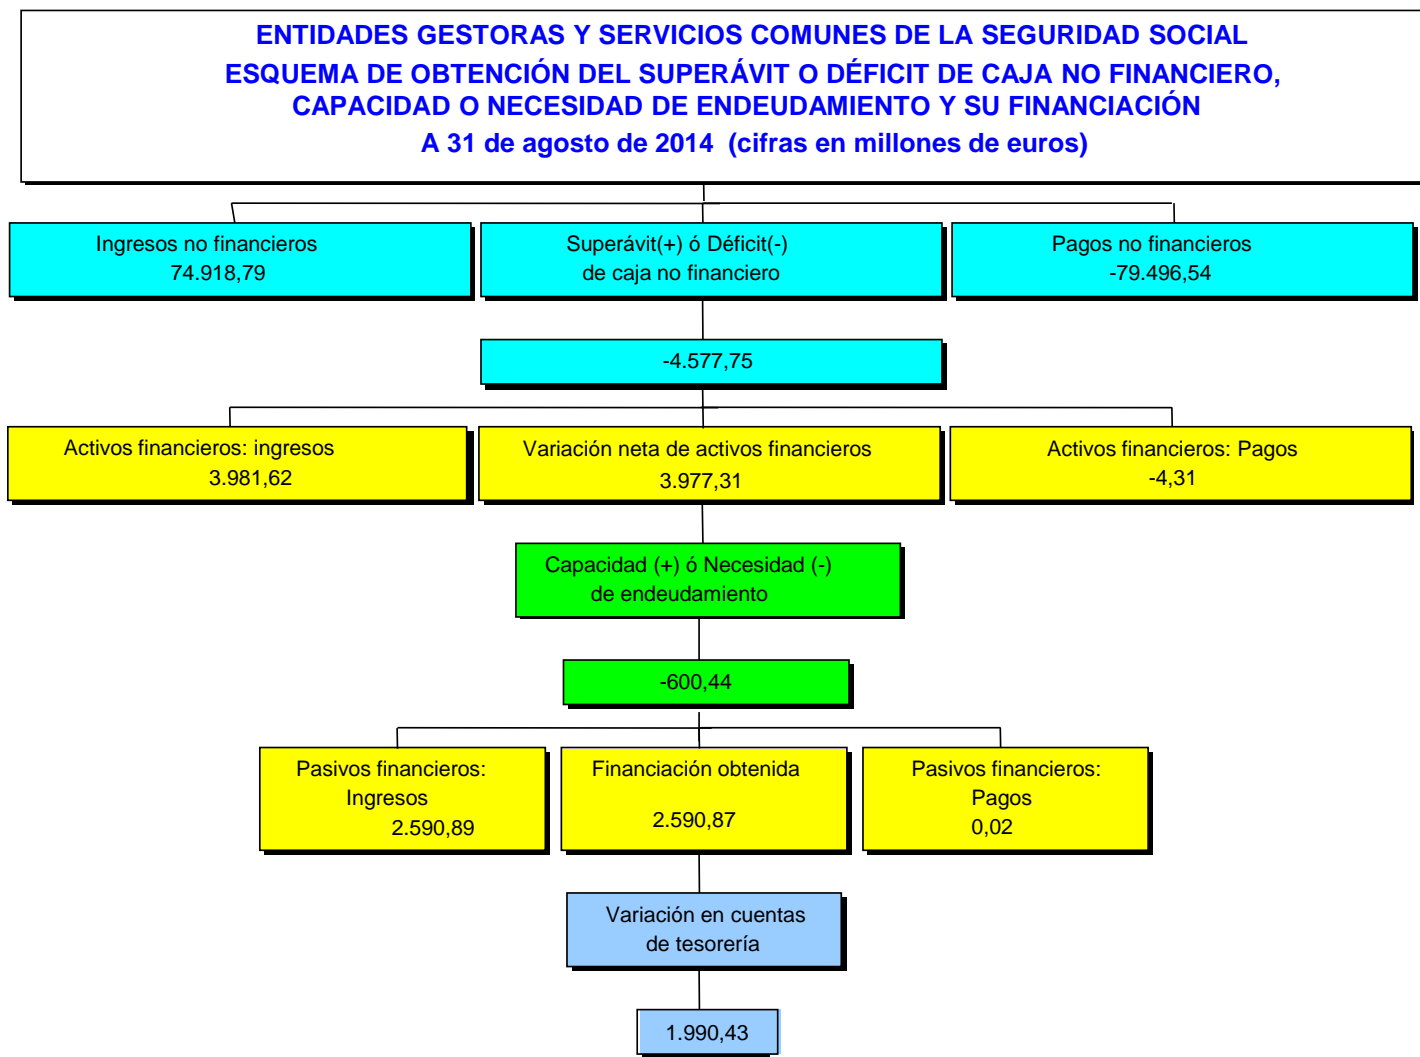 ENTIDADES GESTORAS Y SERVICIOS COMUNES DE LA SEGURIDAD SOCIAL
ESQUEMA DE OBTENCIÓN DEL SUPERÁVIT O DÉFICIT DE CAJA NO FINANCIERO,
CAPACIDAD O NECESIDAD DE ENDEUDAMIENTO Y SU FINANCIACIÓN
A 31 de agosto de 2014 (cifras en millones de euros)
Ingresos no financieros
74.918,79
Superávit(+) ó Déficit(-)
de caja no financiero
Pagos no financieros
-79.496,54
-4.577,75
Activos financieros: ingresos
3.981,62
Variación neta de activos financieros
3.977,31
Activos financieros: Pagos
-4,31
Capacidad (+) ó Necesidad (-)
de endeudamiento
-600,44
Pasivos financieros:
Ingresos
2.590,89
Financiación obtenida
2.590,87
Pasivos financieros:
Pagos
0,02
Variación en cuentas
de tesorería
1.990,43